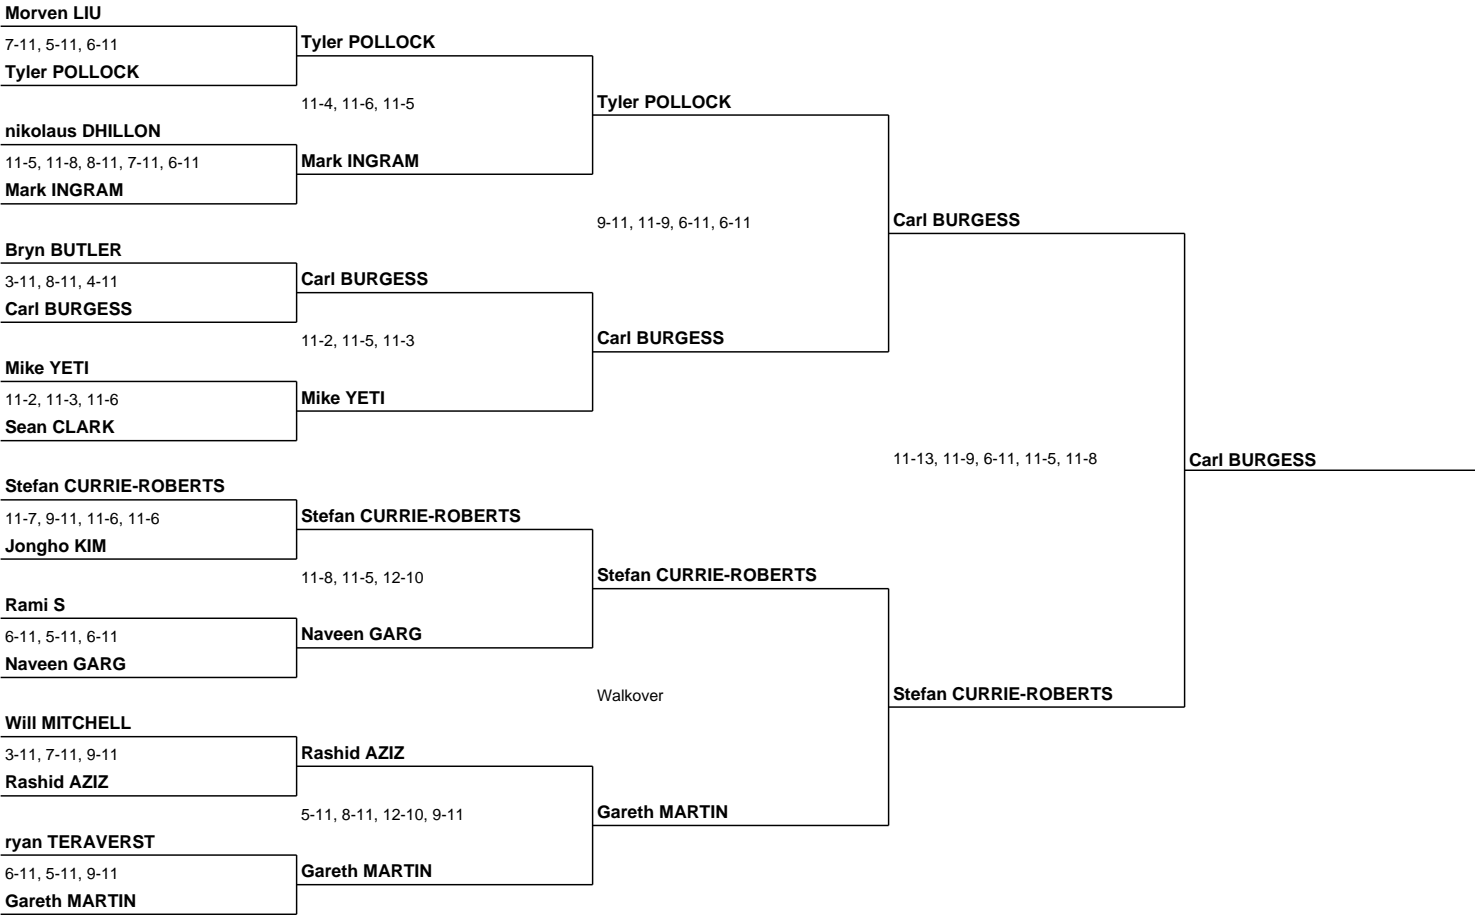 Morven LIU
7-11, 5-11, 6-11
Tyler POLLOCK
nikolaus DHILLON
11-5, 11-8, 8-11, 7-11, 6-11
Mark INGRAM
Bryn BUTLER
3-11, 8-11, 4-11
Carl BURGESS
Mike YETI
11-2, 11-3, 11-6
Sean CLARK
Stefan CURRIE-ROBERTS
11-7, 9-11, 11-6, 11-6
Jongho KIM
Rami S
6-11, 5-11, 6-11
Naveen GARG
Will MITCHELL
3-11, 7-11, 9-11
Rashid AZIZ
ryan TERAVERST
6-11, 5-11, 9-11
Gareth MARTIN
Tyler POLLOCK
11-4, 11-6, 11-5
Mark INGRAM
Carl BURGESS
11-2, 11-5, 11-3
Mike YETI
Stefan CURRIE-ROBERTS
11-8, 11-5, 12-10
Naveen GARG
Rashid AZIZ
5-11, 8-11, 12-10, 9-11
Gareth MARTIN
Tyler POLLOCK
9-11, 11-9, 6-11, 6-11
Carl BURGESS
Stefan CURRIE-ROBERTS
Walkover
Gareth MARTIN
Carl BURGESS
11-13, 11-9, 6-11, 11-5, 11-8
Stefan CURRIE-ROBERTS
Carl BURGESS